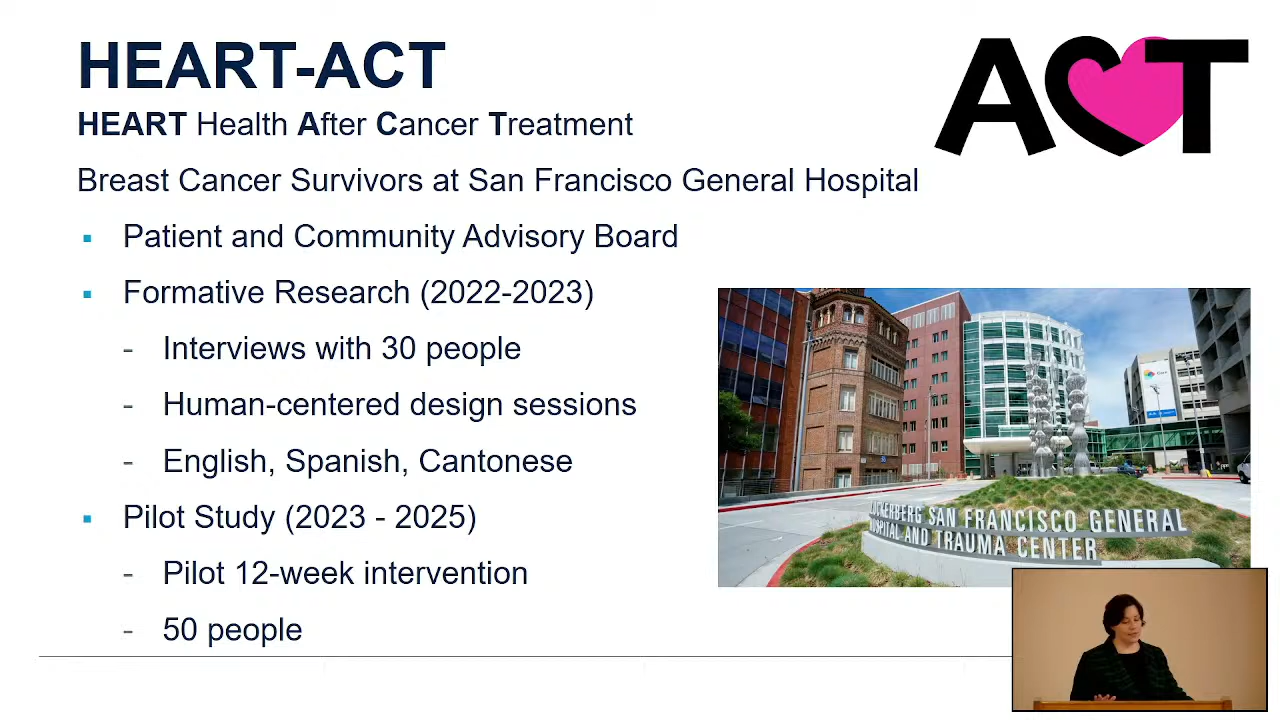 HEART-ACT
ACT
HEART Health After Cancer Treatment
Breast Cancer Survivors at San Francisco General Hospital
▪ Patient and Community Advisory Board
▪ Formative Research (2022-2023)
- Interviews with 30 people
- Human-centered design sessions
- English, Spanish, Cantonese
▪ Pilot Study (2023 - 2025)
- Pilot 12-week intervention
- 50 people
SAN FRANCISCO GENERAL
HOSPITAL AND TRAUMA CENTER